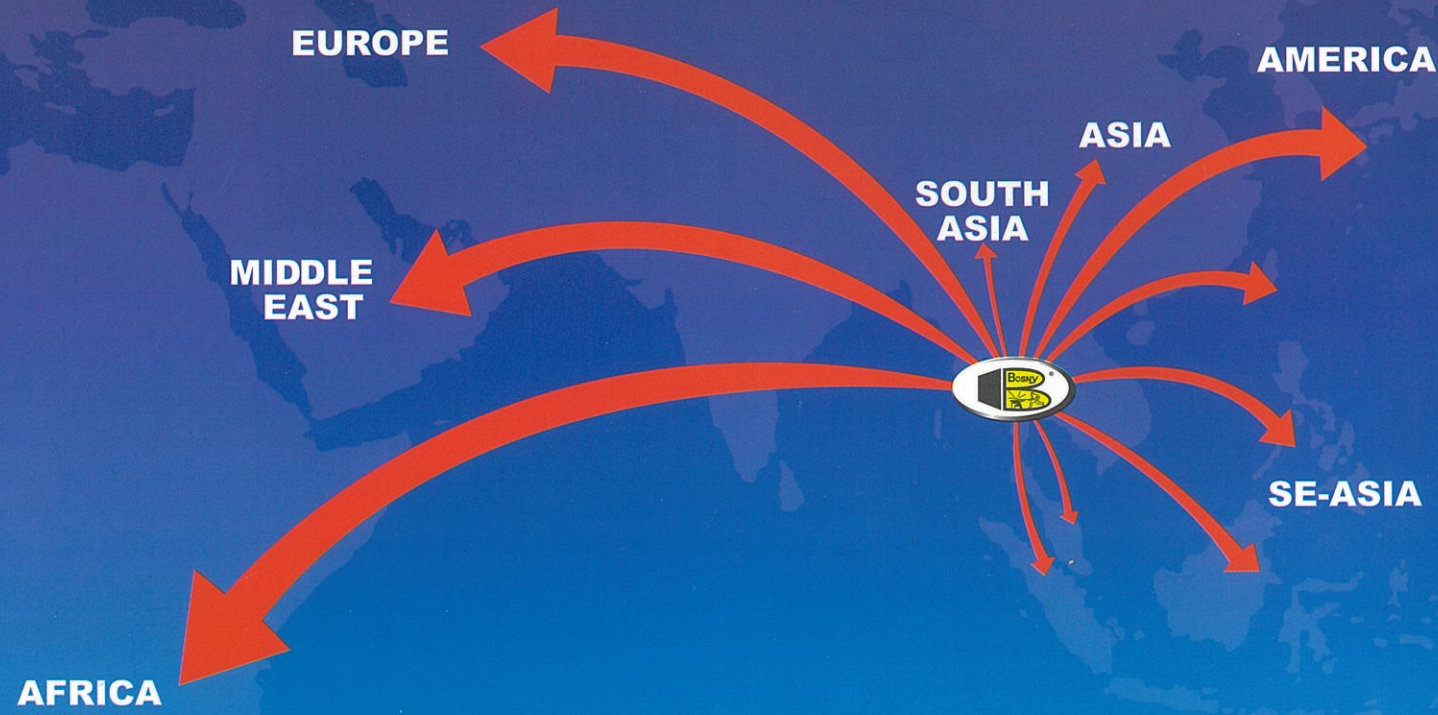 EUROPE
AMERICA
ASIA
SOUTH
ASIA
MIDDLE
EAST
BOSNY
SE-ASIA
AFRICA